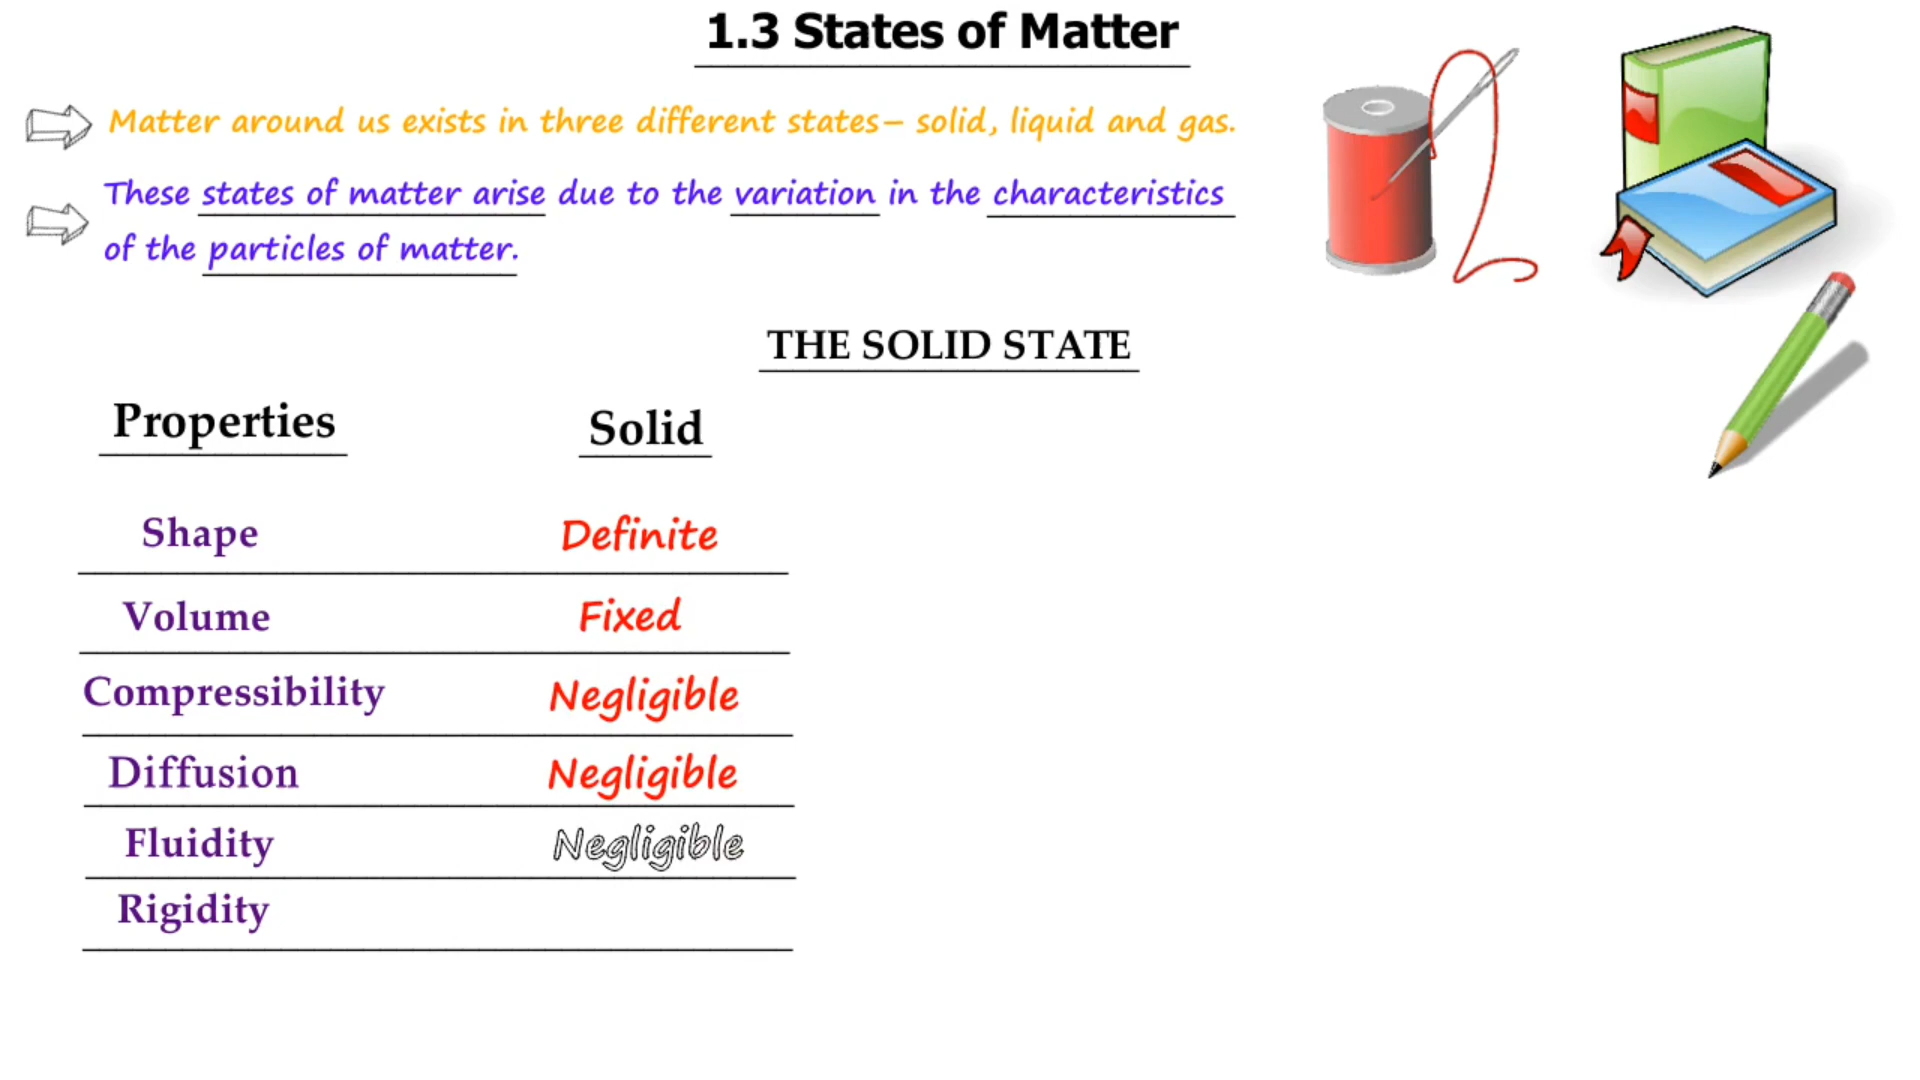 1.3 States of Matter
Matter around us exists in three different states– solid, liquid and gas.
These states of matter arise due to the variation in the characteristics
of the particles of matter.
THE SOLID STATE
Properties Solid
Shape Definite
Volume Fixed
Compressibility Negligible
Diffusion Negligible
Fluidity Negligible
Rigidity